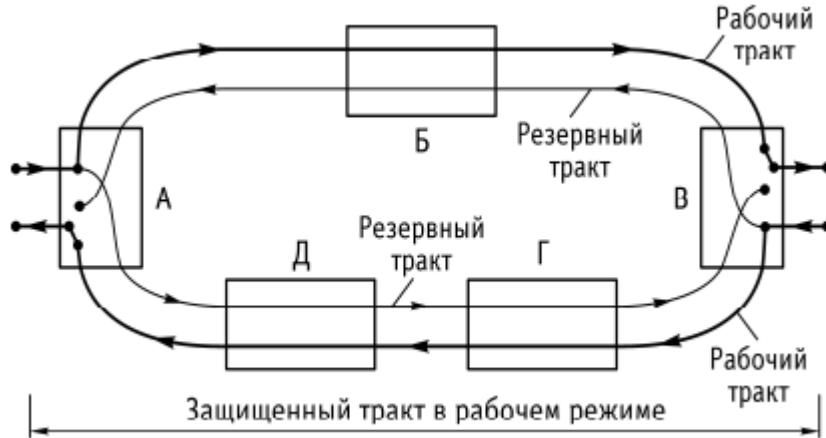 Рабочий
тракт
Б
Резервный
тракт
А
В
Резервный
тракт
Д
Г
Рабочий
тракт
Защищенный тракт в рабочем режиме